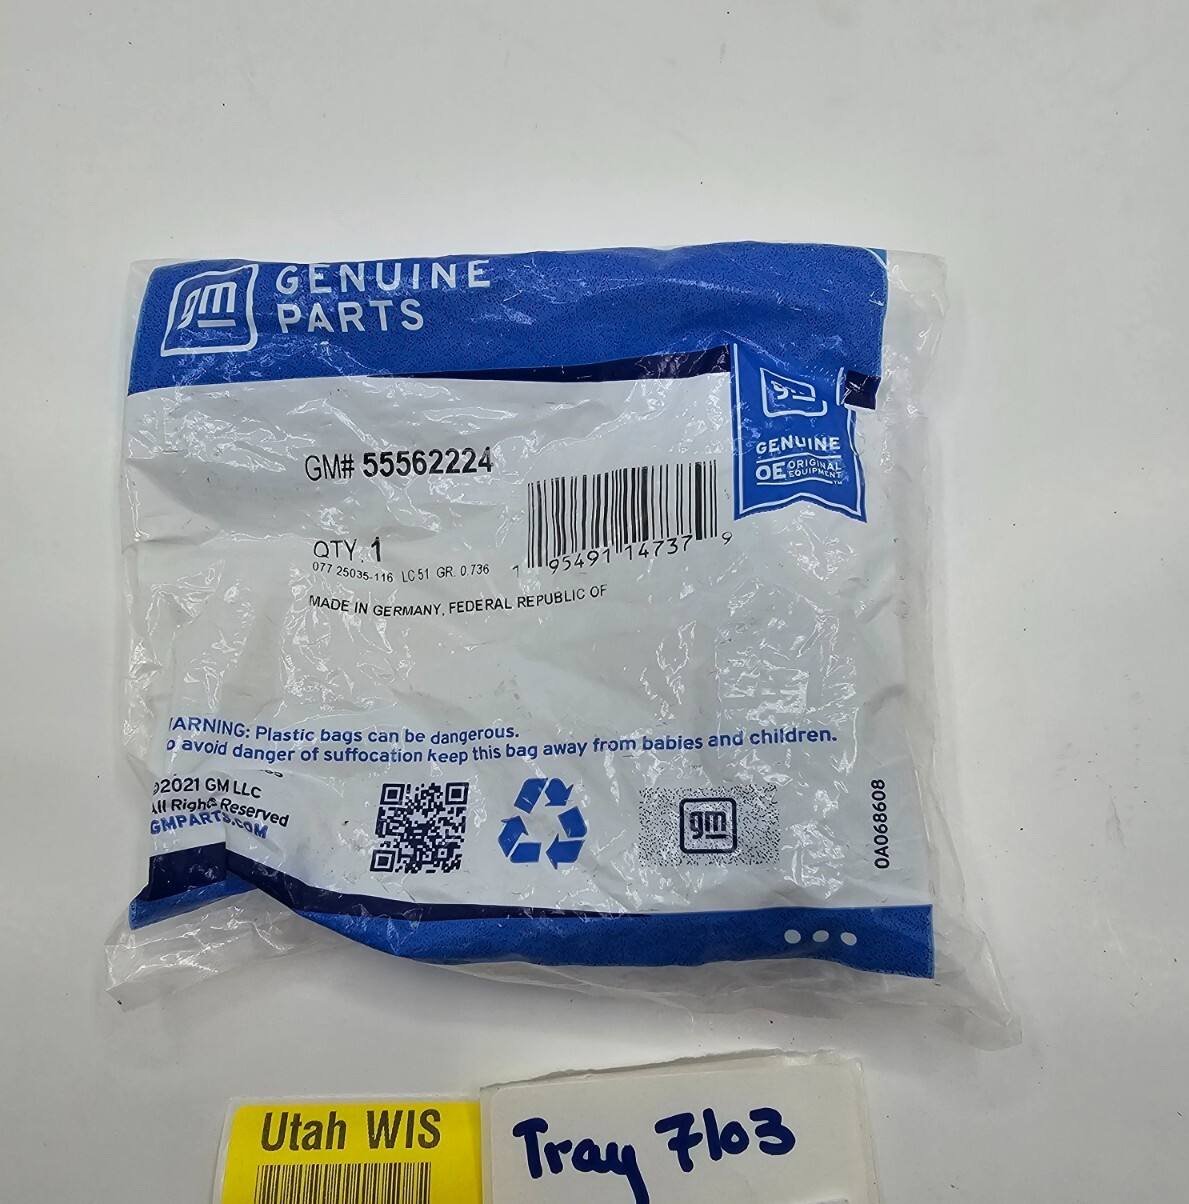 gm GENUINE
PARTS
gm
GENUINE
OE ORIGINAL EQUIPMENT™
GM# 55562224
QTY. 1
077 25035-116 LC 51 GR. 0.736
1 95491 14737 9
MADE IN GERMANY, FEDERAL REPUBLIC OF
ARNING: Plastic bags can be dangerous.
o avoid danger of suffocation keep this bag away from babies and children.
©2021 GM LLC
All Rights Reserved
GMPARTS.COM
gm
0A068608
Utah WIS
Tray 7103